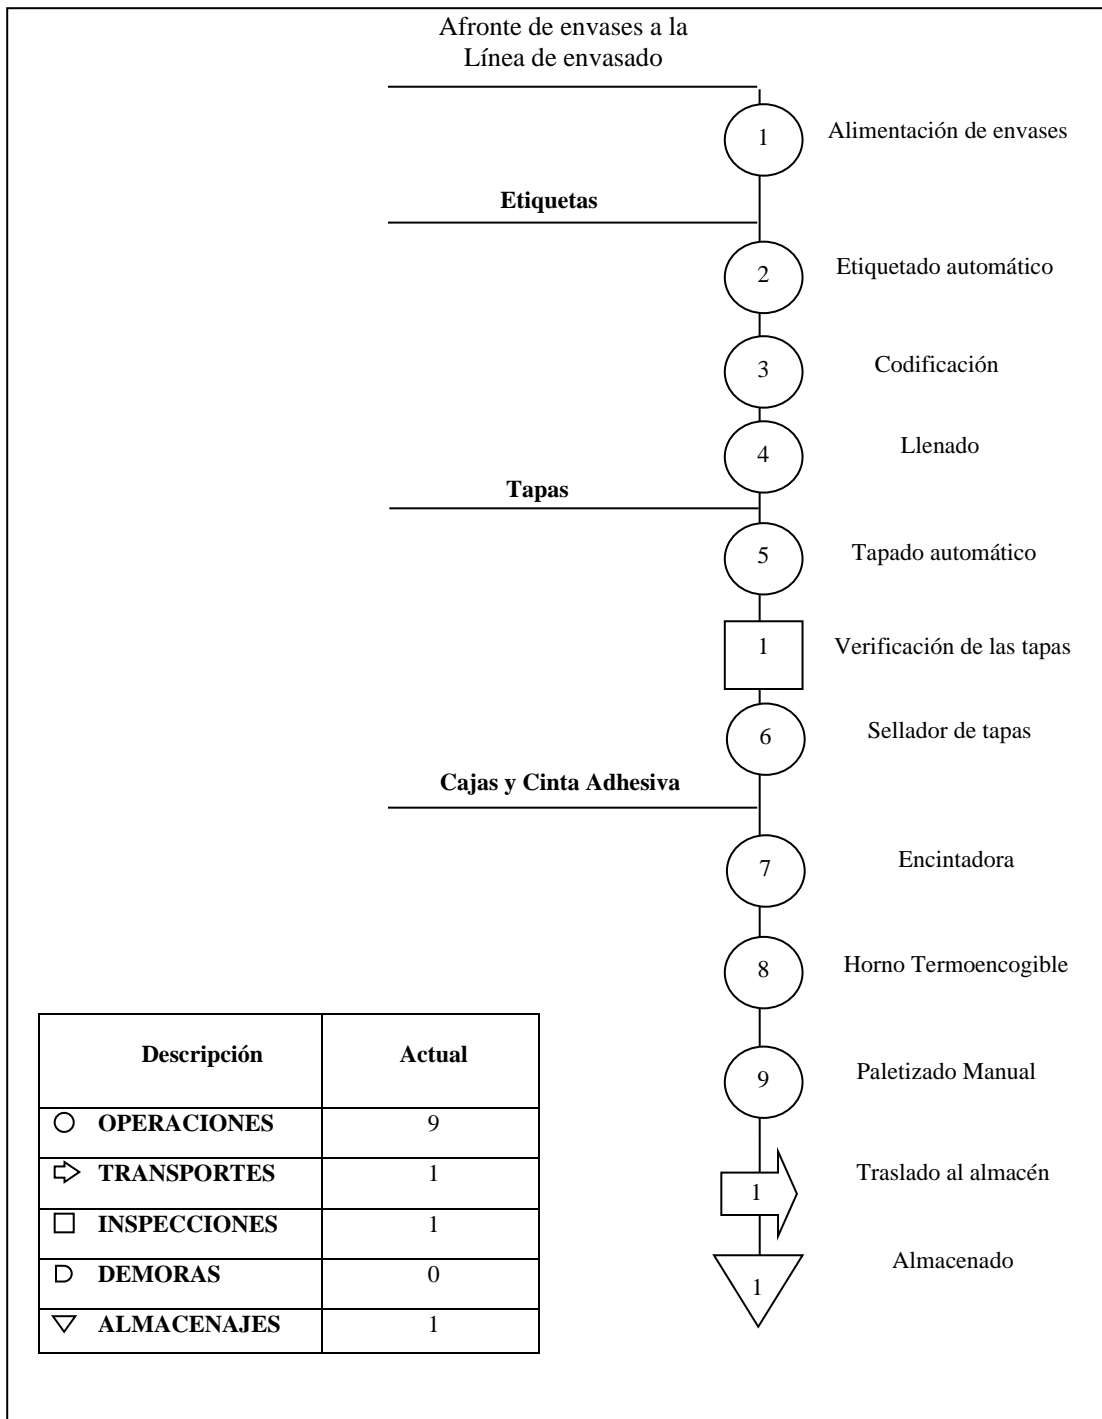 Afronte de envases a la
Línea de envasado
1
Alimentación de envases
Etiquetas
2
Etiquetado automático
3
Codificación
4
Llenado
Tapas
5
Tapado automático
1
Verificación de las tapas
6
Sellador de tapas
Cajas y Cinta Adhesiva
7
Encintadora
8
Horno Termoencogible
9
Paletizado Manual
1
Traslado al almacén
1
Almacenado
Descripción Actual
OPERACIONES 9
TRANSPORTES 1
INSPECCIONES 1
DEMORAS 0
ALMACENAJES 1